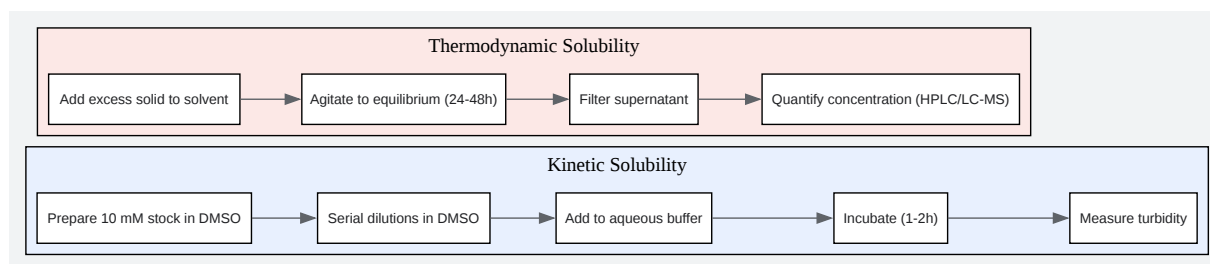 Thermodynamic Solubility
Add excess solid to solvent
Agitate to equilibrium (24-48h)
Filter supernatant
Quantify concentration (HPLC/LC-MS)
Kinetic Solubility
Prepare 10 mM stock in DMSO
Serial dilutions in DMSO
Add to aqueous buffer
Incubate (1-2h)
Measure turbidity